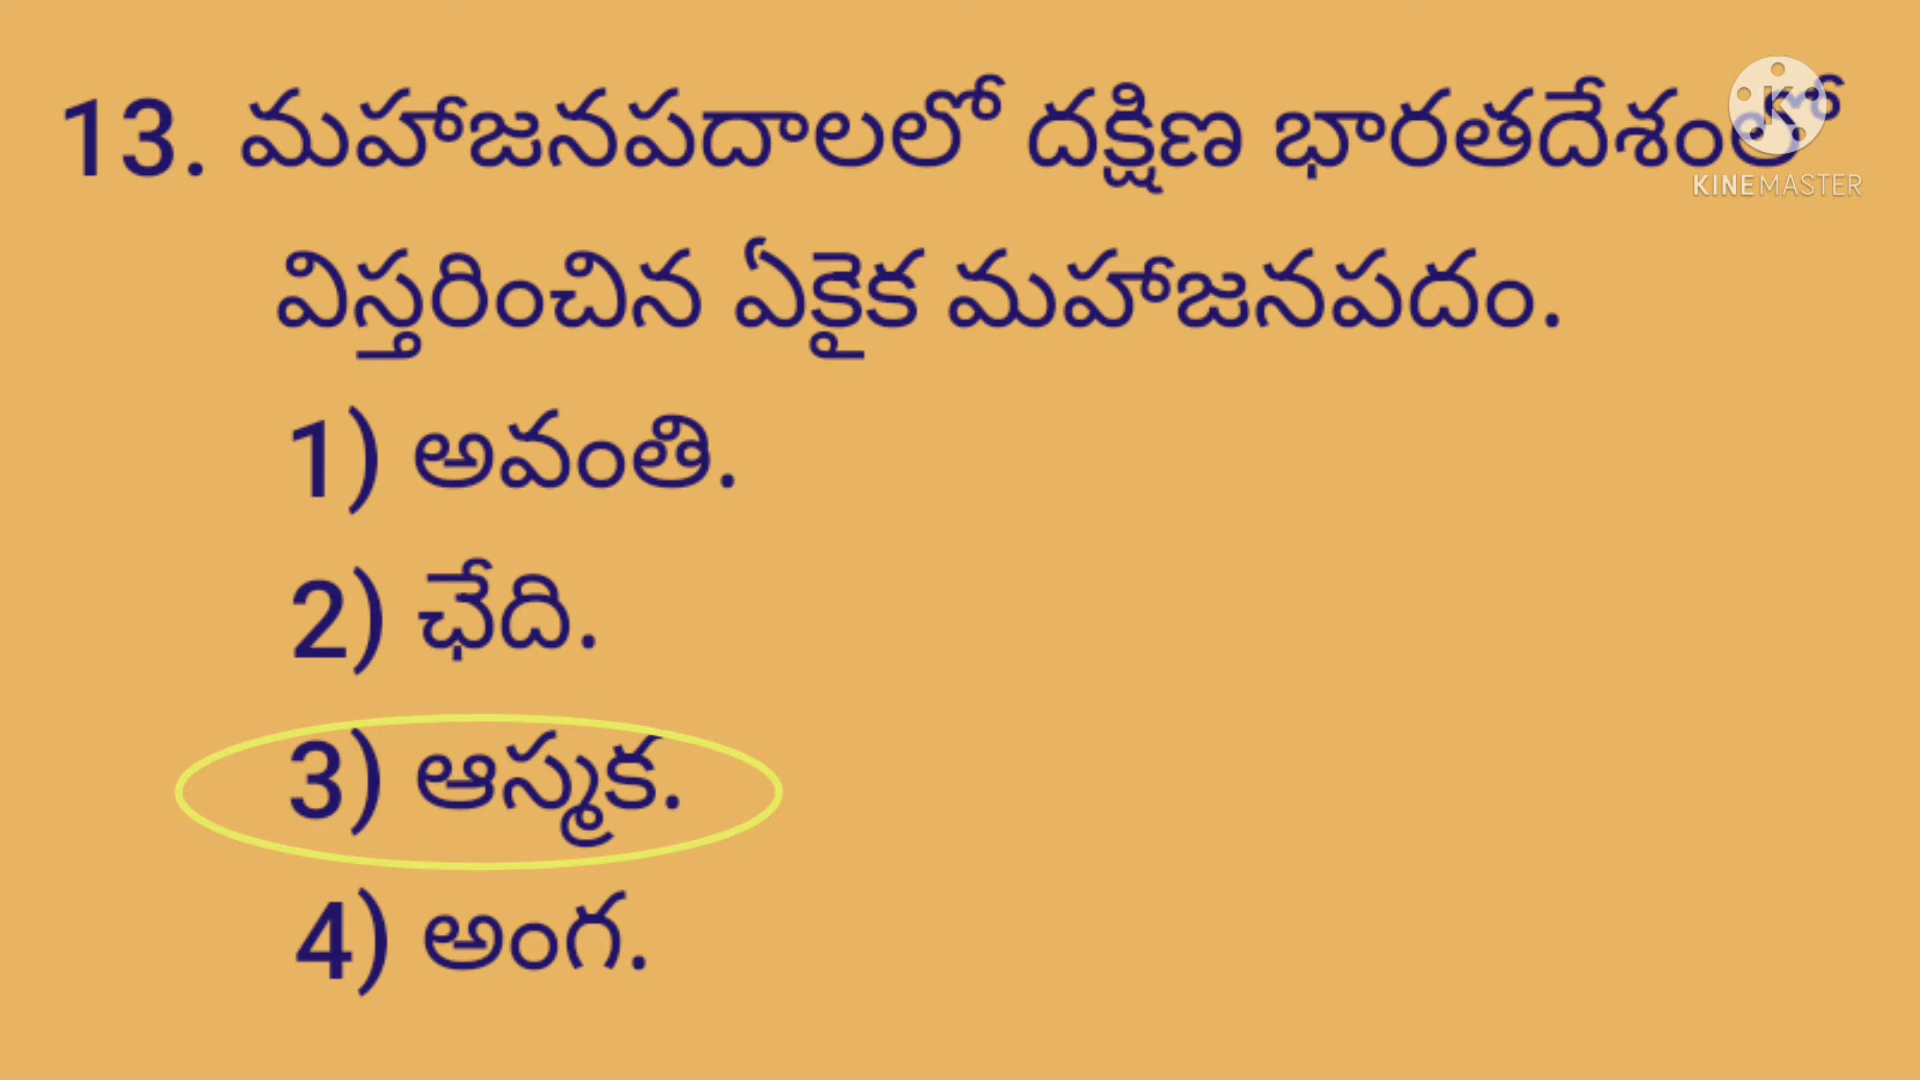 13. మహాజనపదాలలో దక్షిణ భారతదేశంలో
KINEMASTER
విస్తరించిన ఏకైక మహాజనపదం.
1) అవంతి.
2) ఛేది.
3) ఆస్మక.
4) అంగ.